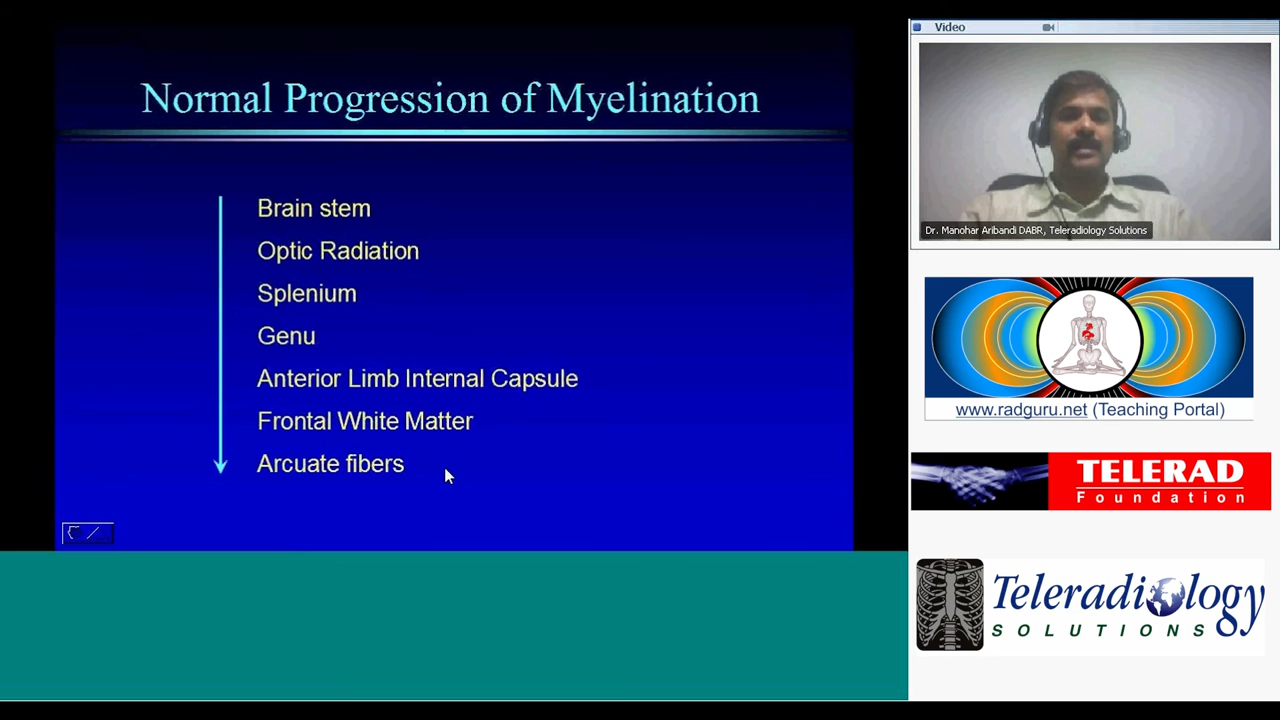 Normal Progression of Myelination
Brain stem
Optic Radiation
Splenium
Genu
Anterior Limb Internal Capsule
Frontal White Matter
Arcuate fibers
Video
Dr. Manohar Aribandi DABR, Teleradiology Solutions
www.radguru.net (Teaching Portal)
TELERAD
Foundation
Teleradiology
SOLUTIONS